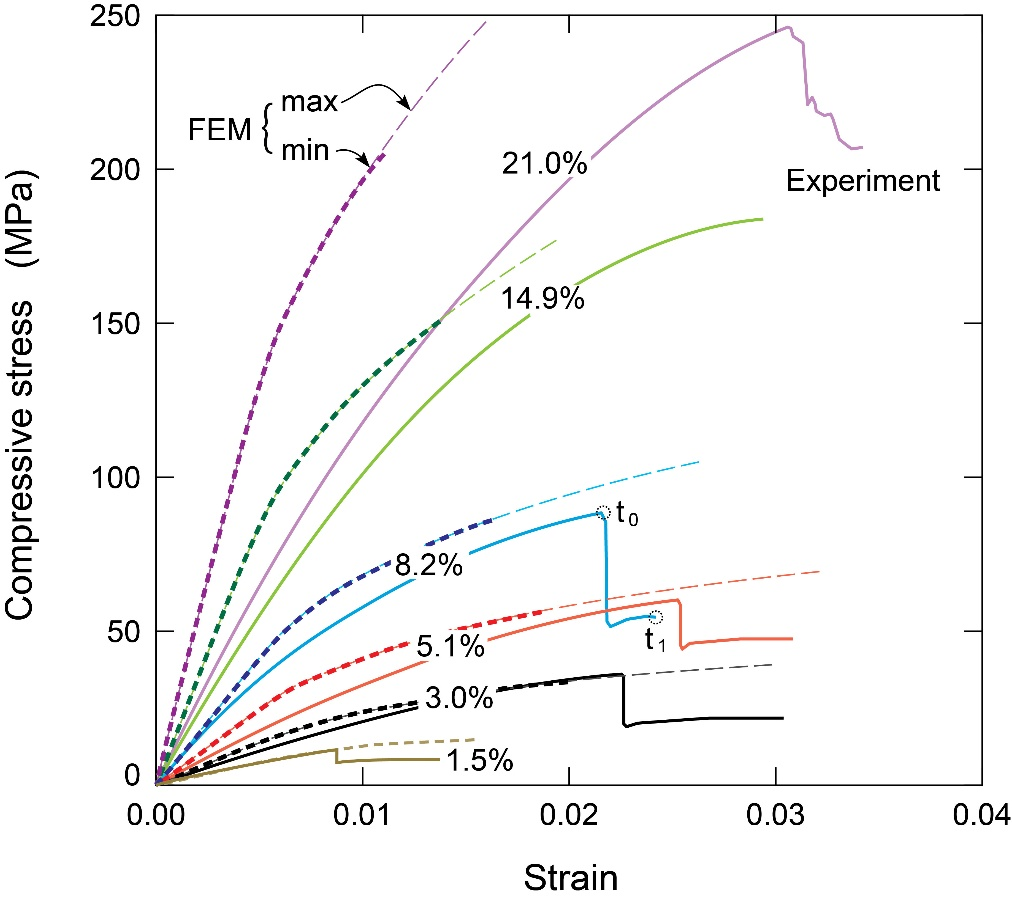 250
200
150
100
50
0
Compressive stress (MPa)
FEM { max
min
21.0%
Experiment
14.9%
8.2%
t0
5.1%
t1
3.0%
1.5%
0.00 0.01 0.02 0.03 0.04
Strain